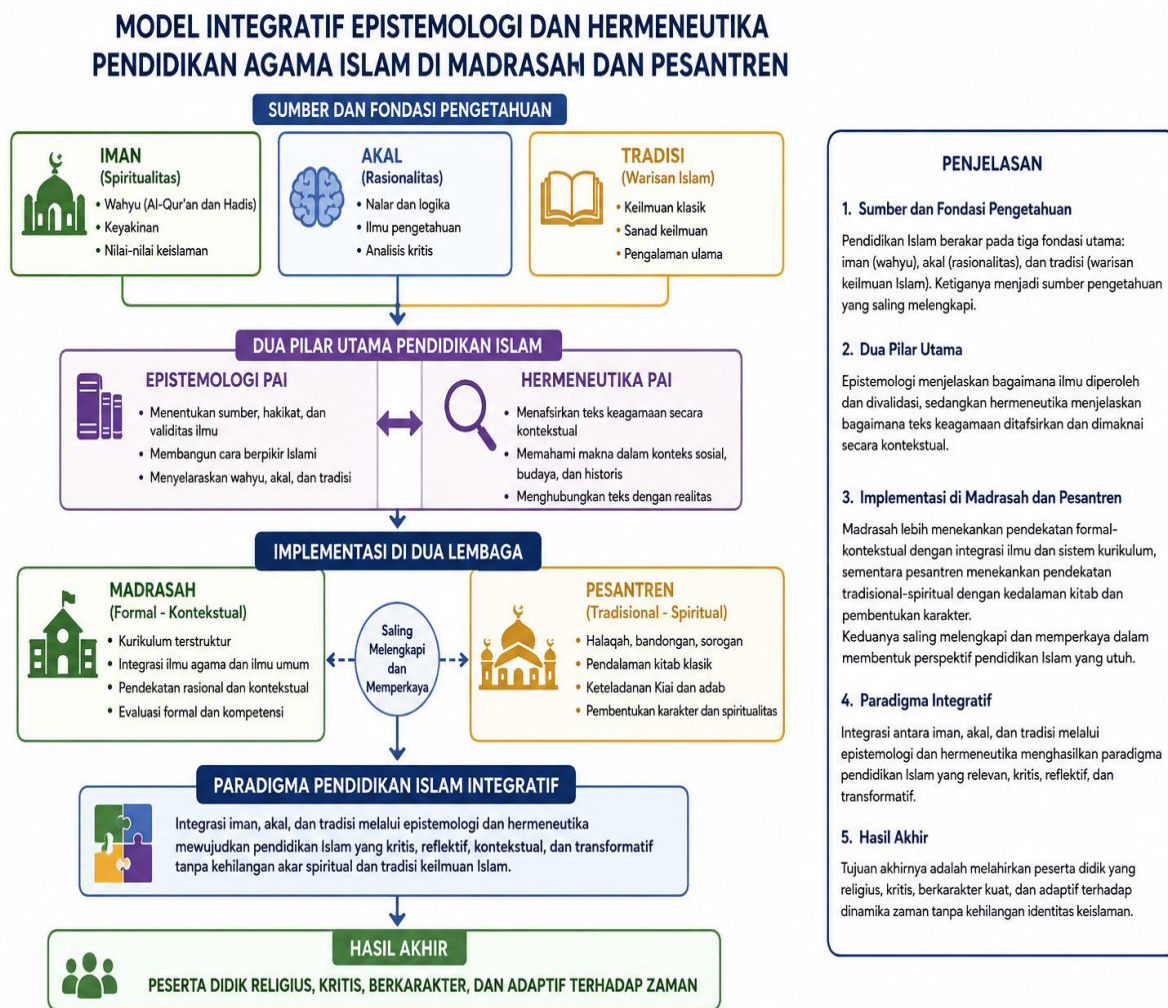 MODEL INTEGRATIF EPISTEMOLOGI DAN HERMENEUTIKA
PENDIDIKAN AGAMA ISLAM DI MADRASAH DAN PESANTREN
SUMBER DAN FONDASI PENGETAHUAN
IMAN
(Spiritualitas)
• Wahyu (Al-Qur'an dan Hadis)
• Keyakinan
• Nilai-nilai keislaman
AKAL
(Rasionalitas)
• Nalar dan logika
• Ilmu pengetahuan
• Analisis kritis
TRADISI
(Warisan Islam)
• Keilmuan klasik
• Sanad keilmuan
• Pengalaman ulama
DUA PILAR UTAMA PENDIDIKAN ISLAM
EPISTEMOLOGI PAI
• Menentukan sumber, hakikat, dan
validitas ilmu
• Membangun cara berpikir Islami
• Menyelaraskan wahyu, akal, dan tradisi
HERMENEUTIKA PAI
• Menafsirkan teks keagamaan secara
kontekstual
• Memahami makna dalam konteks sosial,
budaya, dan historis
• Menghubungkan teks dengan realitas
IMPLEMENTASI DI DUA LEMBAGA
MADRASAH
(Formal - Kontekstual)
• Kurikulum terstruktur
• Integrasi ilmu agama dan ilmu umum
• Pendekatan rasional dan kontekstual
• Evaluasi formal dan kompetensi
Saling
Melengkapi
dan
Memperkaya
PESANTREN
(Tradisional - Spiritual)
• Halaqah, bandongan, sorogan
• Pendalaman kitab klasik
• Keteladanan Kiai dan adab
• Pembentukan karakter dan spiritualitas
PARADIGMA PENDIDIKAN ISLAM INTEGRATIF
Integrasi iman, akal, dan tradisi melalui epistemologi dan hermeneutika
mewujudkan pendidikan Islam yang kritis, reflektif, kontekstual, dan transformatif
tanpa kehilangan akar spiritual dan tradisi keilmuan Islam.
HASIL AKHIR
PESERTA DIDIK RELIGIUS, KRITIS, BERKARAKTER, DAN ADAPTIF TERHADAP ZAMAN
PENJELASAN
1. Sumber dan Fondasi Pengetahuan
Pendidikan Islam berakar pada tiga fondasi utama:
iman (wahyu), akal (rasionalitas), dan tradisi (warisan
keilmuan Islam). Ketiganya menjadi sumber pengetahuan
yang saling melengkapi.
2. Dua Pilar Utama
Epistemologi menjelaskan bagaimana ilmu diperoleh
dan divalidasi, sedangkan hermeneutika menjelaskan
bagaimana teks keagamaan ditafsirkan dan dimaknai
secara kontekstual.
3. Implementasi di Madrasah dan Pesantren
Madrasah lebih menekankan pendekatan formal-
kontekstual dengan integrasi ilmu dan sistem kurikulum,
sementara pesantren menekankan pendekatan
tradisional-spiritual dengan kedalaman kitab dan
pembentukan karakter.
Keduanya saling melengkapi dan memperkaya dalam
membentuk perspektif pendidikan Islam yang utuh.
4. Paradigma Integratif
Integrasi antara iman, akal, dan tradisi melalui
epistemologi dan hermeneutika menghasilkan paradigma
pendidikan Islam yang relevan, kritis, reflektif, dan
transformatif.
5. Hasil Akhir
Tujuan akhirnya adalah melahirkan peserta didik yang
religius, kritis, berkarakter kuat, dan adaptif terhadap
dinamika zaman tanpa kehilangan identitas keislaman.